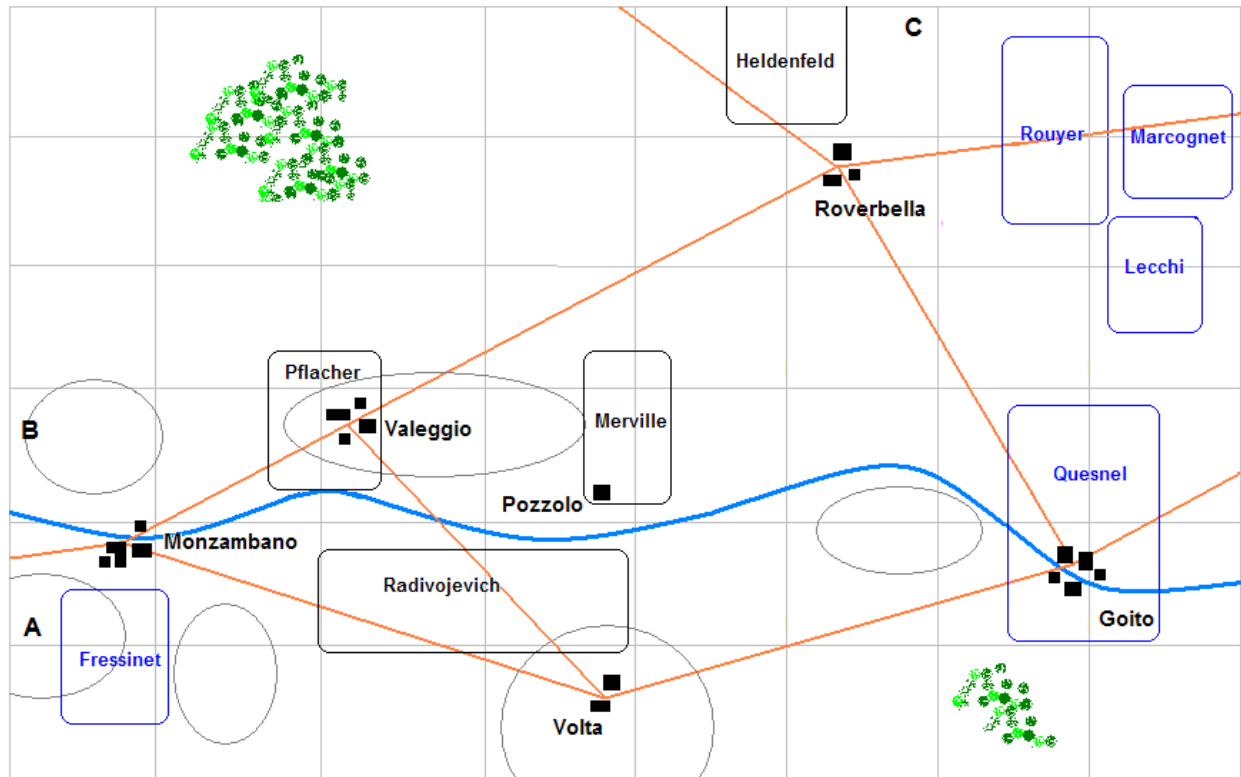 C
Heldenfeld
Rouyer
Marcognet
Roverbella
Lecchi
Pflacher
B
Valeggio
Merville
Quesnel
Pozzolo
Monzambano
Radivojevich
Goito
A
Fressinet
Volta